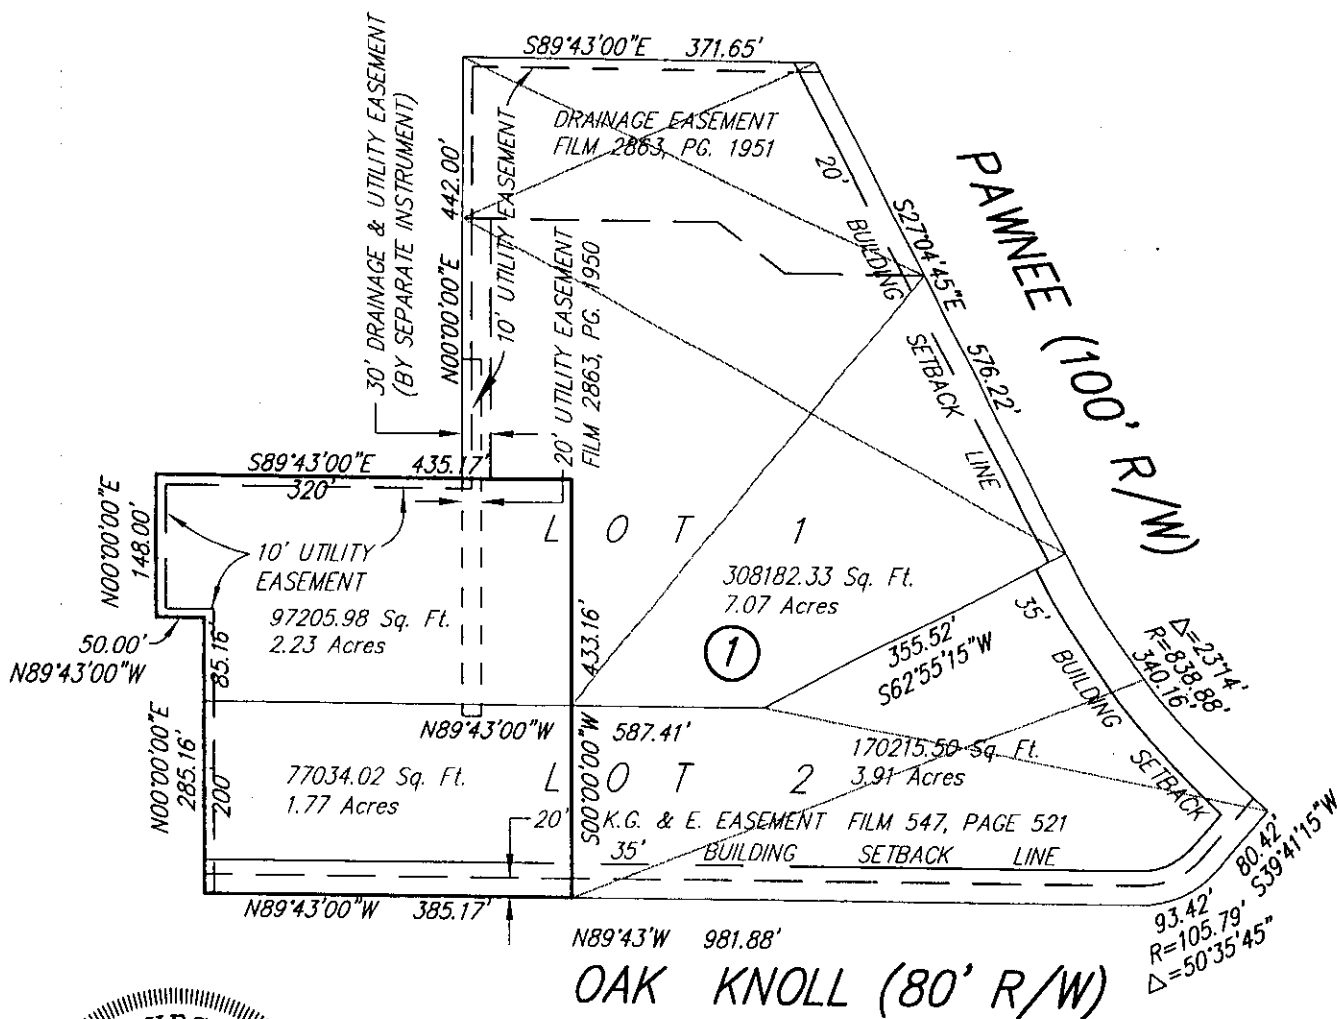 S89°43'00"E 371.65'
30' DRAINAGE & UTILITY EASEMENT
(BY SEPARATE INSTRUMENT)
N00°00'00"E 442.00'
10' UTILITY EASEMENT
DRAINAGE EASEMENT
FILM 2863, PG. 1951
20' UTILITY EASEMENT
FILM 2863, PG. 1950
20' BUILDING SETBACK LINE
S27°04'45"E 576.22'
PAWNEE (100' R/W)
S89°43'00"E 435.17'
320'
N00°00'00"E
148.00'
10' UTILITY
EASEMENT
97205.98 Sq. Ft.
2.23 Acres
50.00'
N89°43'00"W
85.16'
433.16'
LOT 1
308182.33 Sq. Ft.
7.07 Acres
1
355.52'
S62°55'15"W
35' BUILDING SETBACK
Δ=23°14'
R=838.88'
340.16'
N89°43'00"W 587.41'
N00°00'00"E
285.16'
200'
77034.02 Sq. Ft.
1.77 Acres
S00°00'00"W
LOT 2
170215.50 Sq. Ft.
3.91 Acres
20'
K.G. & E. EASEMENT FILM 547, PAGE 521
35' BUILDING SETBACK LINE
80.42'
S39°41'15"W
N89°43'00"W 385.17'
93.42'
R=105.79'
Δ=50°35'45"
N89°43'W 981.88'
OAK KNOLL (80' R/W)